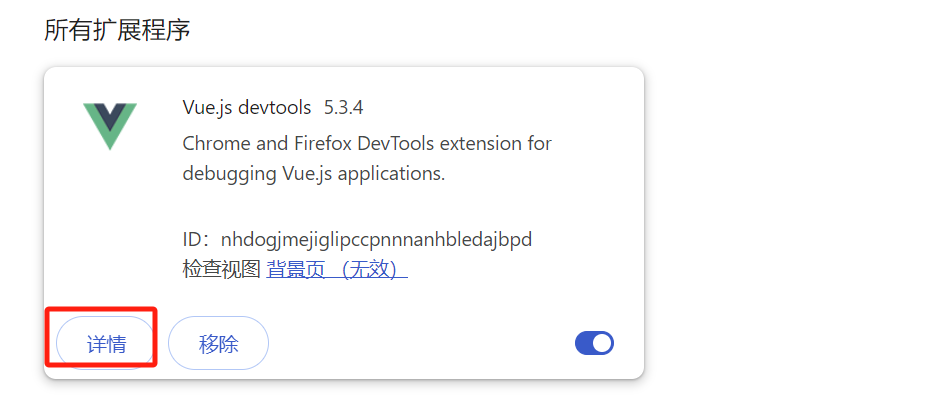 所有扩展程序
Vue.js devtools 5.3.4
Chrome and Firefox DevTools extension for
debugging Vue.js applications.
ID：nhdogjmejiglipccpnnnanhbledajbpd
检查视图 背景页 （无效）
详情 移除